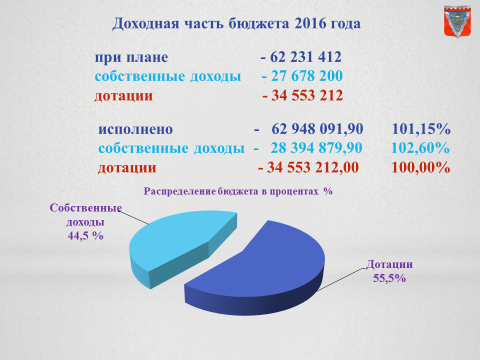 Доходная часть бюджета 2016 года
при плане - 62 231 412
собственные доходы - 27 678 200
дотации - 34 553 212
исполнено - 62 948 091,90 101,15%
собственные доходы - 28 394 879,90 102,60%
дотации - 34 553 212,00 100,00%
Распределение бюджета в процентах %
Собственные
доходы
44,5 %
Дотации
55,5%